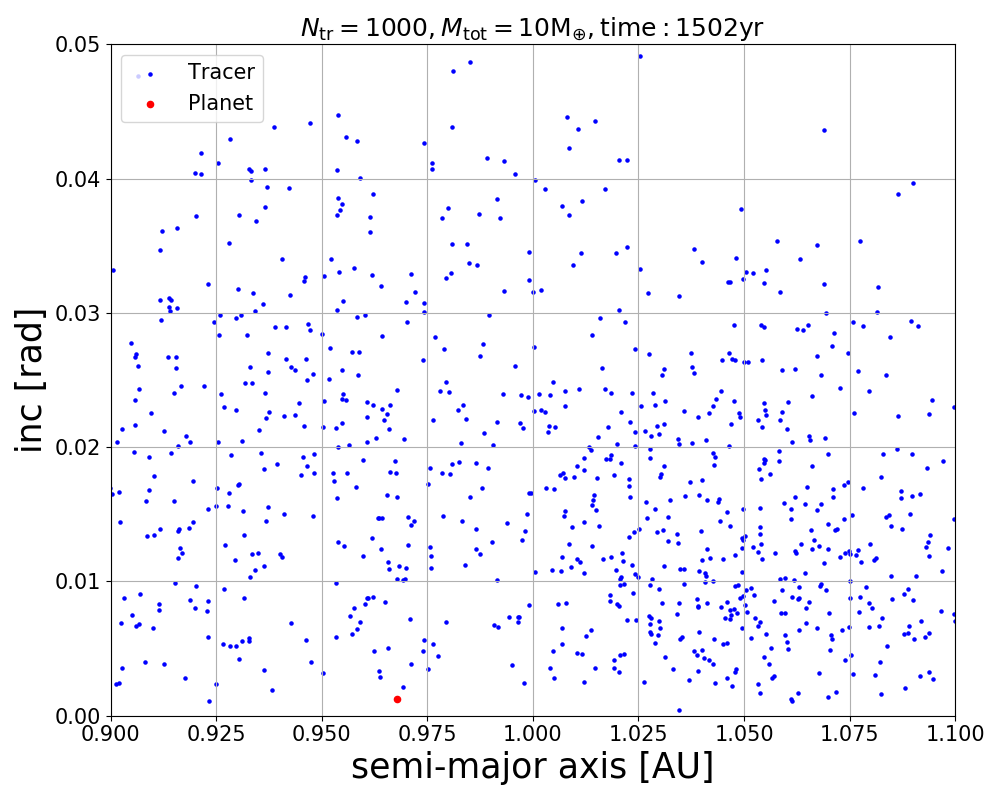 N_tr = 1000, M_tot = 10M_⊕, time : 1502yr
0.05
Tracer
Planet
0.04
0.03
inc [rad]
0.02
0.01
0.00
0.900 0.925 0.950 0.975 1.000 1.025 1.050 1.075 1.100
semi-major axis [AU]